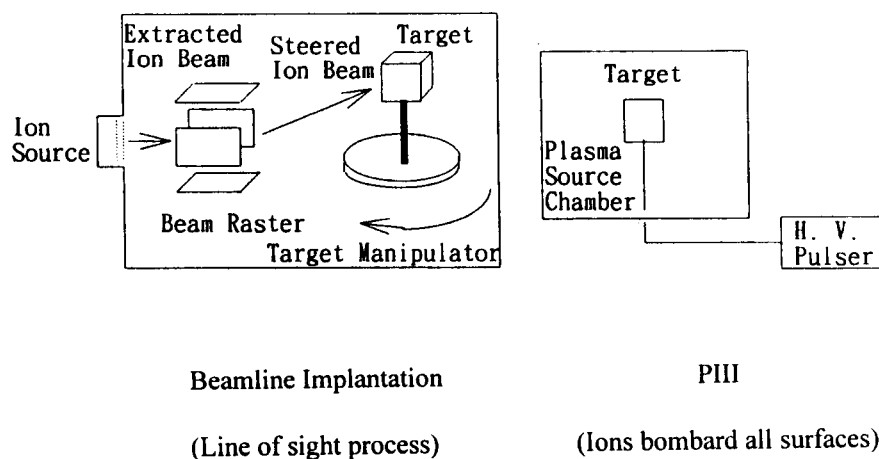 Extracted
Ion Beam
Steered
Ion Beam
Target
Ion
Source
Beam Raster
Target Manipulator
Target
Plasma
Source
Chamber
H. V.
Pulser
Beamline Implantation
(Line of sight process)
PIII
(Ions bombard all surfaces)